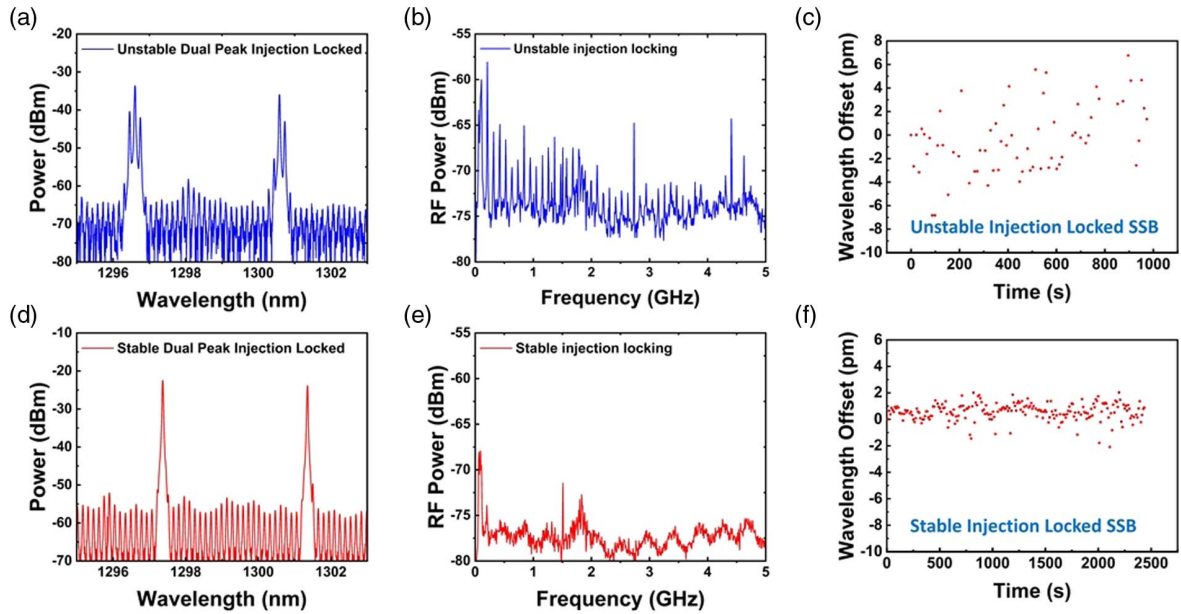 (a)
Power (dBm)
-20
-30
-40
-50
-60
-70
-80
Unstable Dual Peak Injection Locked
1296 1298 1300 1302
Wavelength (nm)
(b)
RF Power (dBm)
-55
-60
-65
-70
-75
-80
Unstable injection locking
0 1 2 3 4 5
Frequency (GHz)
(c)
Wavelength Offset (pm)
8
6
4
2
0
-2
-4
-6
-8
-10
Unstable Injection Locked SSB
0 200 400 600 800 1000
Time (s)
(d)
Power (dBm)
-10
-20
-30
-40
-50
-60
-70
Stable Dual Peak Injection Locked
1296 1298 1300 1302
Wavelength (nm)
(e)
RF Power (dBm)
-55
-60
-65
-70
-75
-80
Stable injection locking
0 1 2 3 4 5
Frequency (GHz)
(f)
Wavelength Offset (pm)
6
4
2
0
-2
-4
-6
-8
-10
Stable Injection Locked SSB
0 500 1000 1500 2000 2500
Time (s)